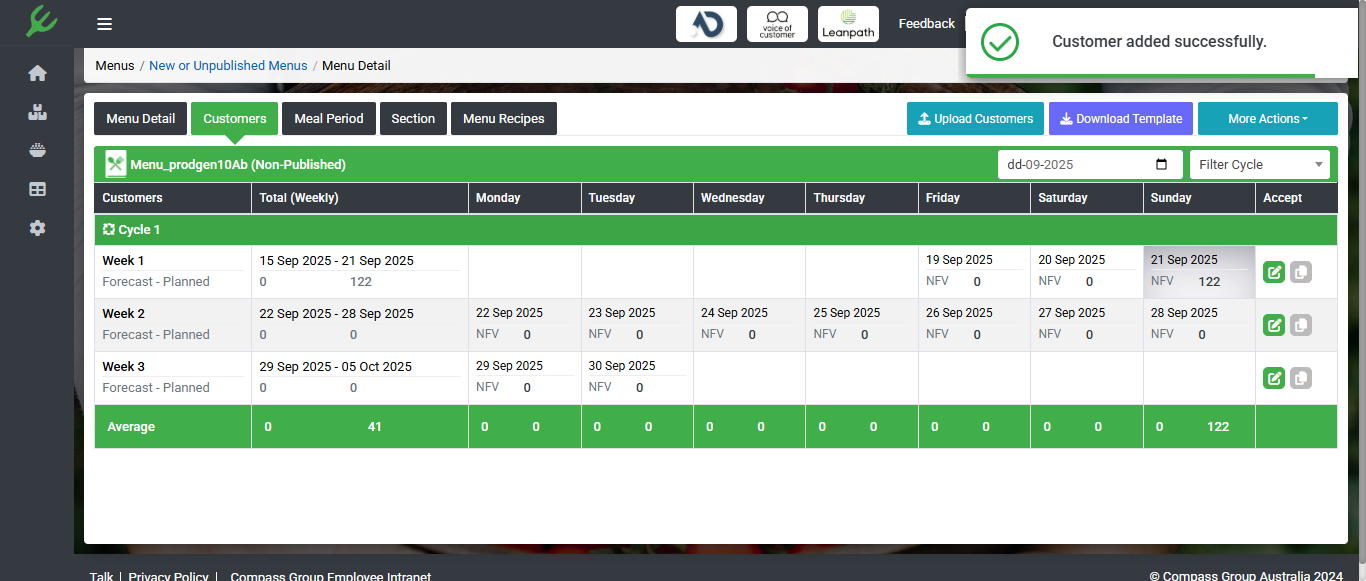 voice of customer
Leanpath
Feedback
Customer added successfully.
Menus / New or Unpublished Menus / Menu Detail
Menu Detail Customers Meal Period Section Menu Recipes Upload Customers Download Template More Actions
Menu_prodgen10Ab (Non-Published) dd-09-2025 Filter Cycle
Customers Total (Weekly) Monday Tuesday Wednesday Thursday Friday Saturday Sunday Accept
Cycle 1
Week 1 15 Sep 2025 - 21 Sep 2025 19 Sep 2025 20 Sep 2025 21 Sep 2025
Forecast - Planned 0 122 NFV 0 NFV 0 NFV 122
Week 2 22 Sep 2025 - 28 Sep 2025 22 Sep 2025 23 Sep 2025 24 Sep 2025 25 Sep 2025 26 Sep 2025 27 Sep 2025 28 Sep 2025
Forecast - Planned 0 0 NFV 0 NFV 0 NFV 0 NFV 0 NFV 0 NFV 0 NFV 0
Week 3 29 Sep 2025 - 05 Oct 2025 29 Sep 2025 30 Sep 2025
Forecast - Planned 0 0 NFV 0 NFV 0
Average 0 41 0 0 0 0 0 0 0 0 0 0 0 0 0 122
Talk | Privacy Policy | Compass Group Employee Intranet © Compass Group Australia 2024